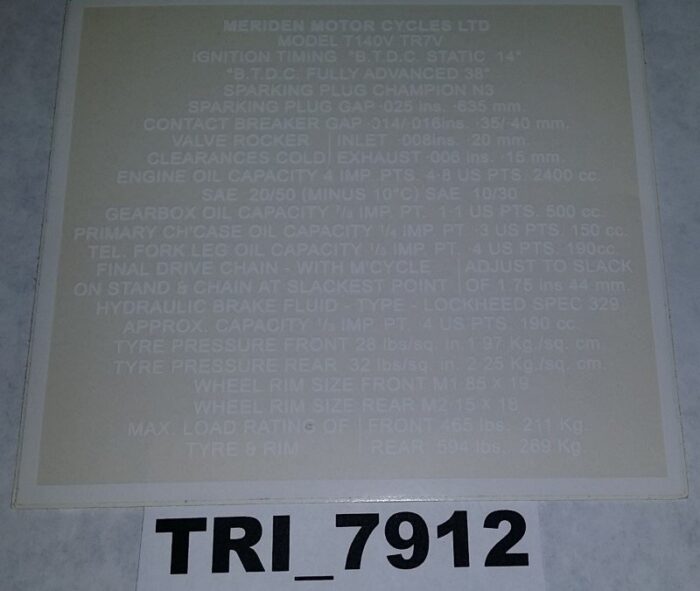 MERIDEN MOTOR CYCLES LTD
MODEL T140V TR7V
IGNITION TIMING "B.T.D.C. STATIC 14°
"B.T.D.C. FULLY ADVANCED 38°
SPARKING PLUG CHAMPION N3
SPARKING PLUG GAP ·025 ins. ·635 mm.
CONTACT BREAKER GAP ·014/·016ins. ·35/·40 mm.
VALVE ROCKER INLET ·008ins. ·20 mm.
CLEARANCES COLD EXHAUST ·006 ins. ·15 mm.
ENGINE OIL CAPACITY 4 IMP. PTS. 4·8 US PTS. 2400 cc.
SAE 20/50 (MINUS 10°C) SAE 10/30
GEARBOX OIL CAPACITY ⅞ IMP. PT. 1·1 US PTS. 500 cc.
PRIMARY CH'CASE OIL CAPACITY ¼ IMP. PT. ·3 US PTS. 150 cc.
TEL. FORK LEG OIL CAPACITY ⅓ IMP. PT. ·4 US PTS. 190cc.
FINAL DRIVE CHAIN - WITH M'CYCLE ADJUST TO SLACK
ON STAND & CHAIN AT SLACKEST POINT OF 1.75 ins 44 mm.
HYDRAULIC BRAKE FLUID - TYPE - LOCKHEED SPEC 329
APPROX. CAPACITY ⅓ IMP. PT. ·4 US PTS. 190 cc.
TYRE PRESSURE FRONT 28 lbs/sq. in. 1·97 Kg./sq. cm.
TYRE PRESSURE REAR 32 lbs/sq. in. 2·25 Kg./sq. cm.
WHEEL RIM SIZE FRONT M1·85 X 19
WHEEL RIM SIZE REAR M2·15 X 18
MAX. LOAD RATING OF FRONT 465 lbs. 211 Kg.
TYRE & RIM REAR 594 lbs. 269 Kg.
TRI_7912